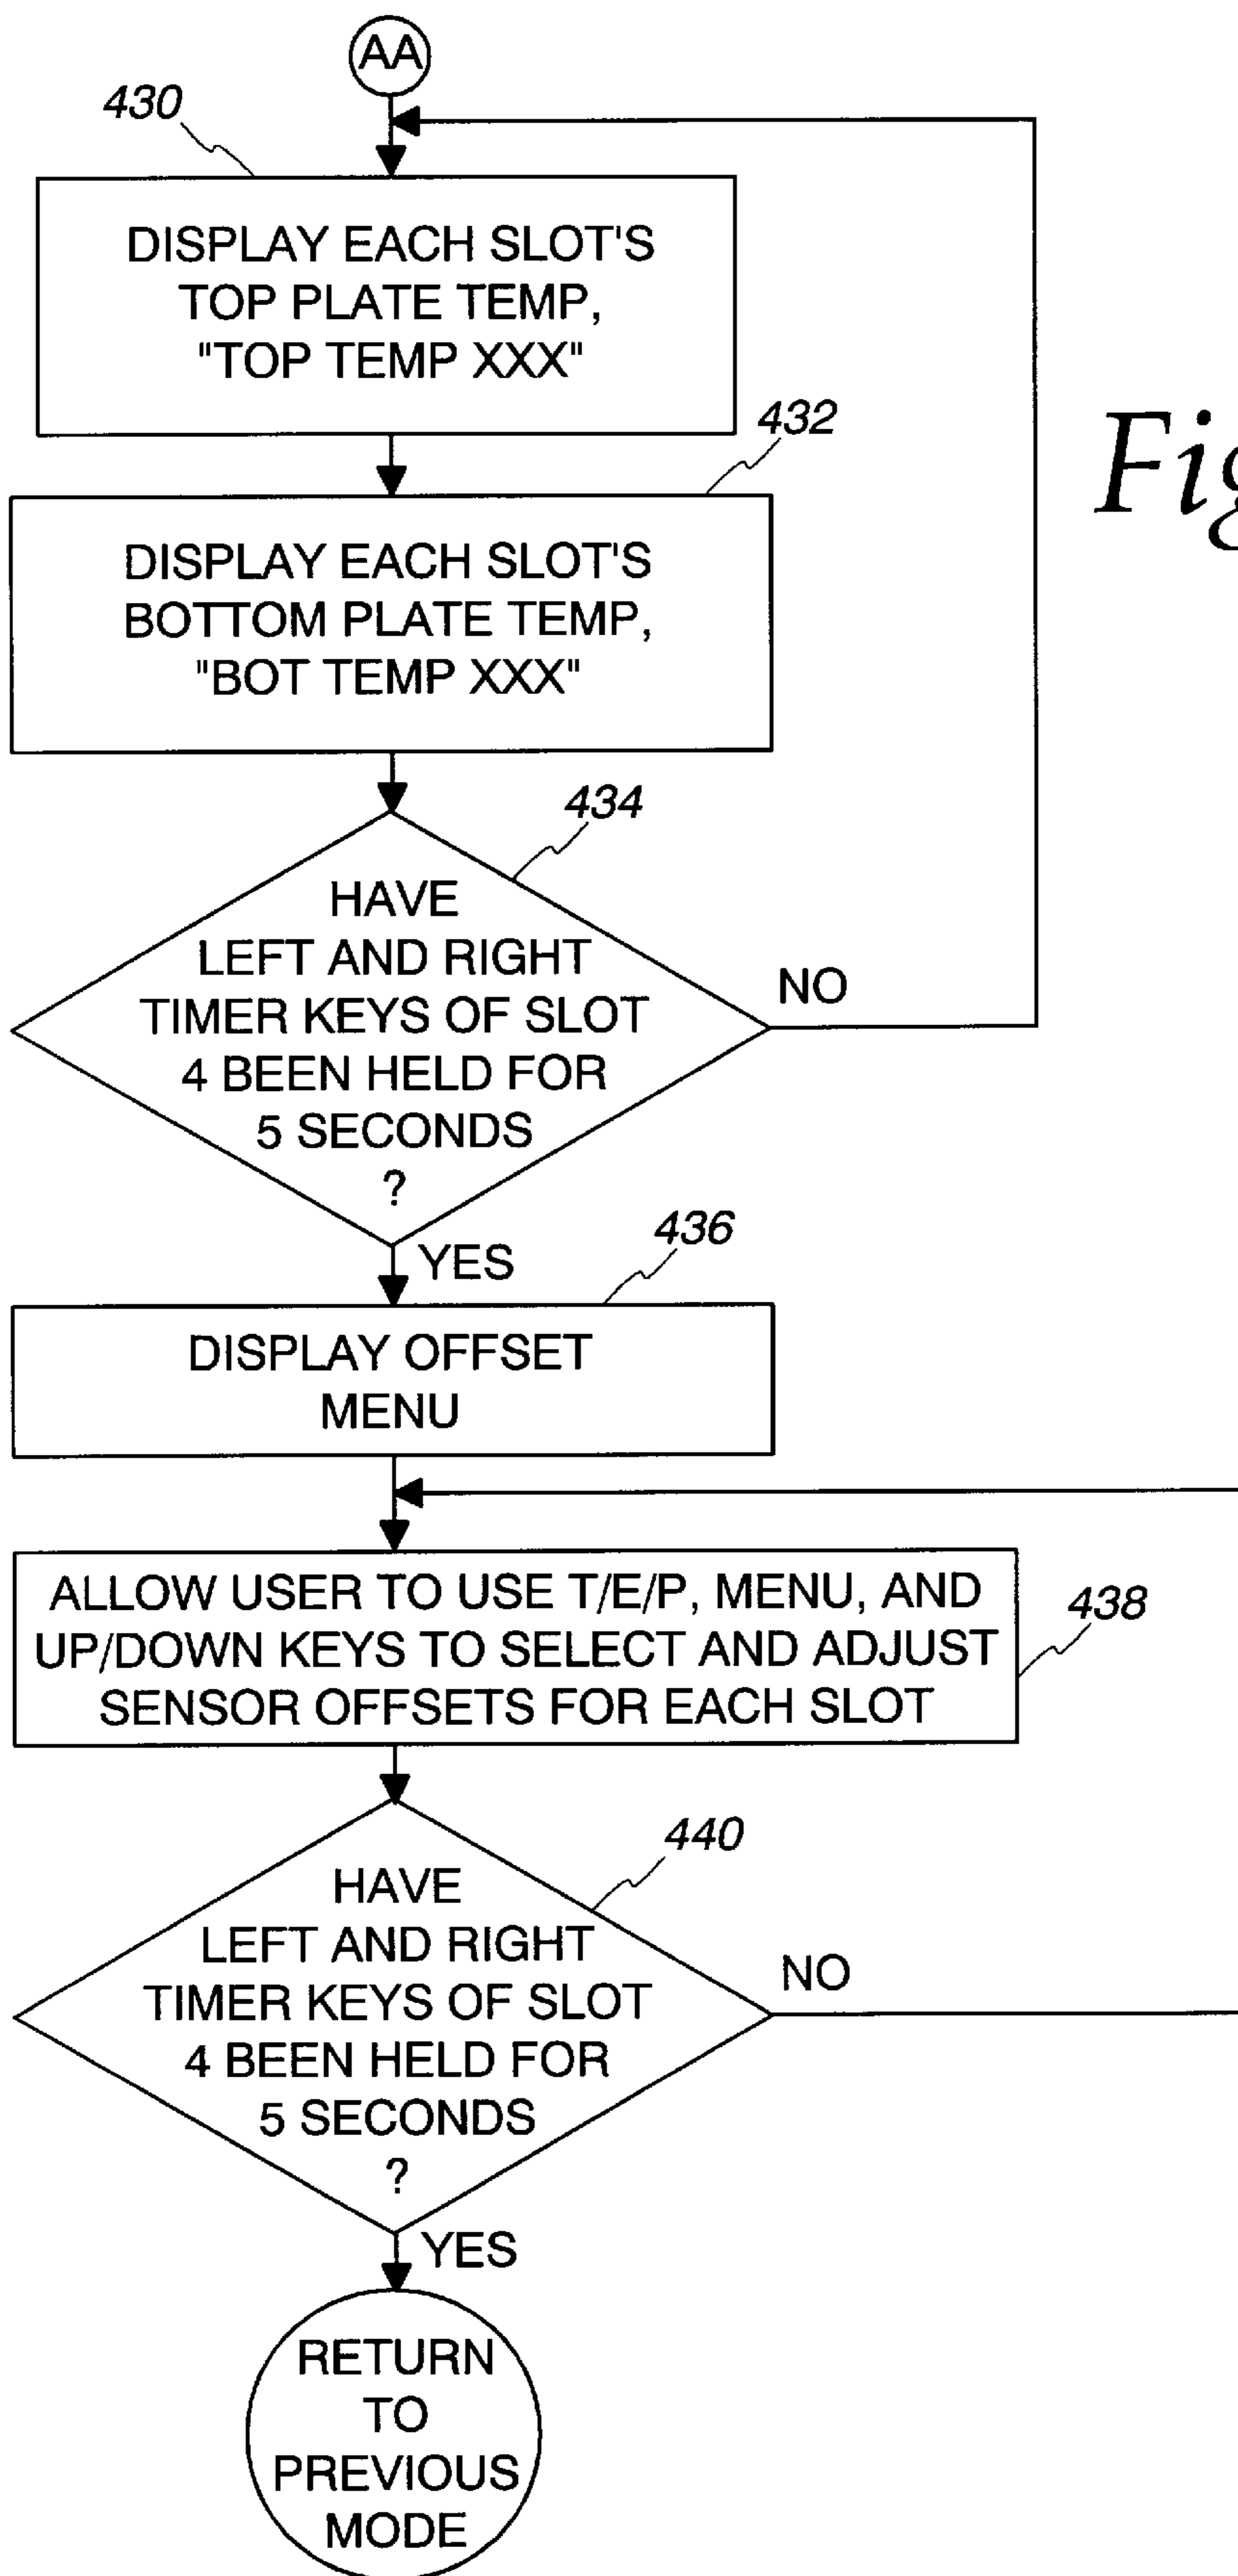 AA
430
DISPLAY EACH SLOT'S
TOP PLATE TEMP,
"TOP TEMP XXX"
432
Fig
DISPLAY EACH SLOT'S
BOTTOM PLATE TEMP,
"BOT TEMP XXX"
434
HAVE
LEFT AND RIGHT
TIMER KEYS OF SLOT
4 BEEN HELD FOR
5 SECONDS
?
NO
YES
436
DISPLAY OFFSET
MENU
ALLOW USER TO USE T/E/P, MENU, AND
UP/DOWN KEYS TO SELECT AND ADJUST
SENSOR OFFSETS FOR EACH SLOT
438
440
HAVE
LEFT AND RIGHT
TIMER KEYS OF SLOT
4 BEEN HELD FOR
5 SECONDS
?
NO
YES
RETURN
TO
PREVIOUS
MODE